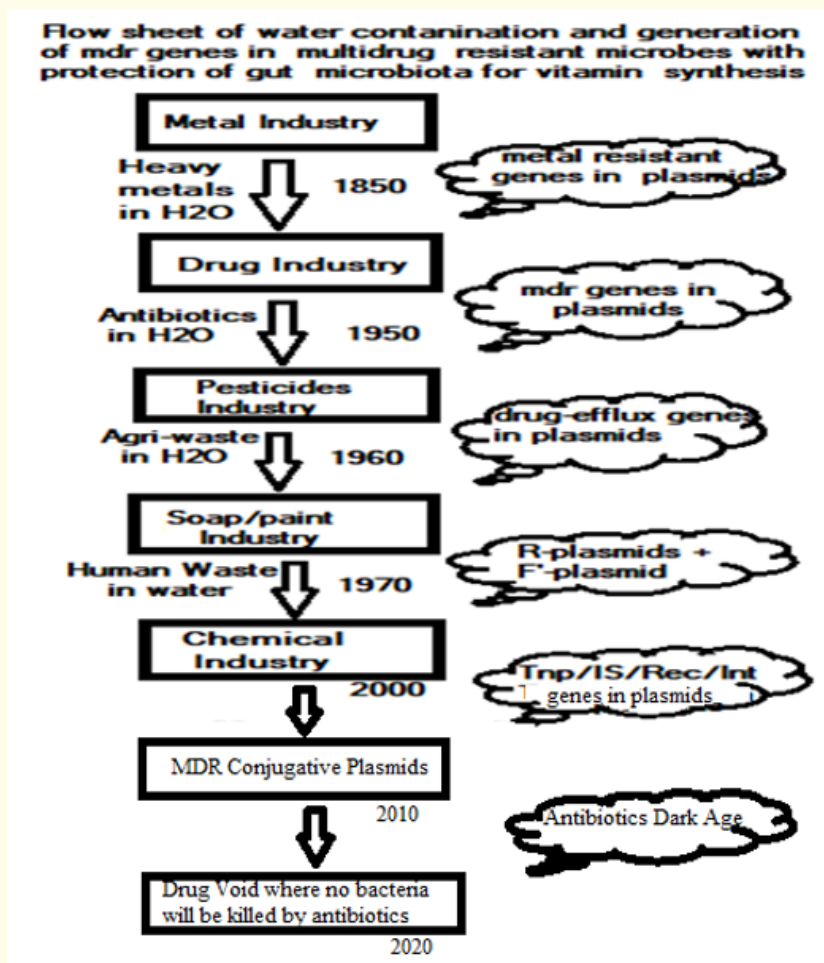 Flow sheet of water contanination and generation
of mdr genes in multidrug resistant microbes with
protection of gut microbiota for vitamin synthesis
Metal Industry
Heavy
metals
in H2O
1850
metal resistant
genes in plasmids
Drug Industry
Antibiotics
in H2O
1950
mdr genes in
plasmids
Pesticides
Industry
Agri-waste
in H2O
1960
drug-efflux genes
in plasmids
Soap/paint
Industry
Human Waste
in water
1970
R-plasmids +
F'-plasmid
Chemical
Industry
2000
Tnp/IS/Rec/Int
genes in plasmids
MDR Conjugative Plasmids
2010
Antibiotics Dark Age
Drug Void where no bacteria
will be killed by antibiotics
2020